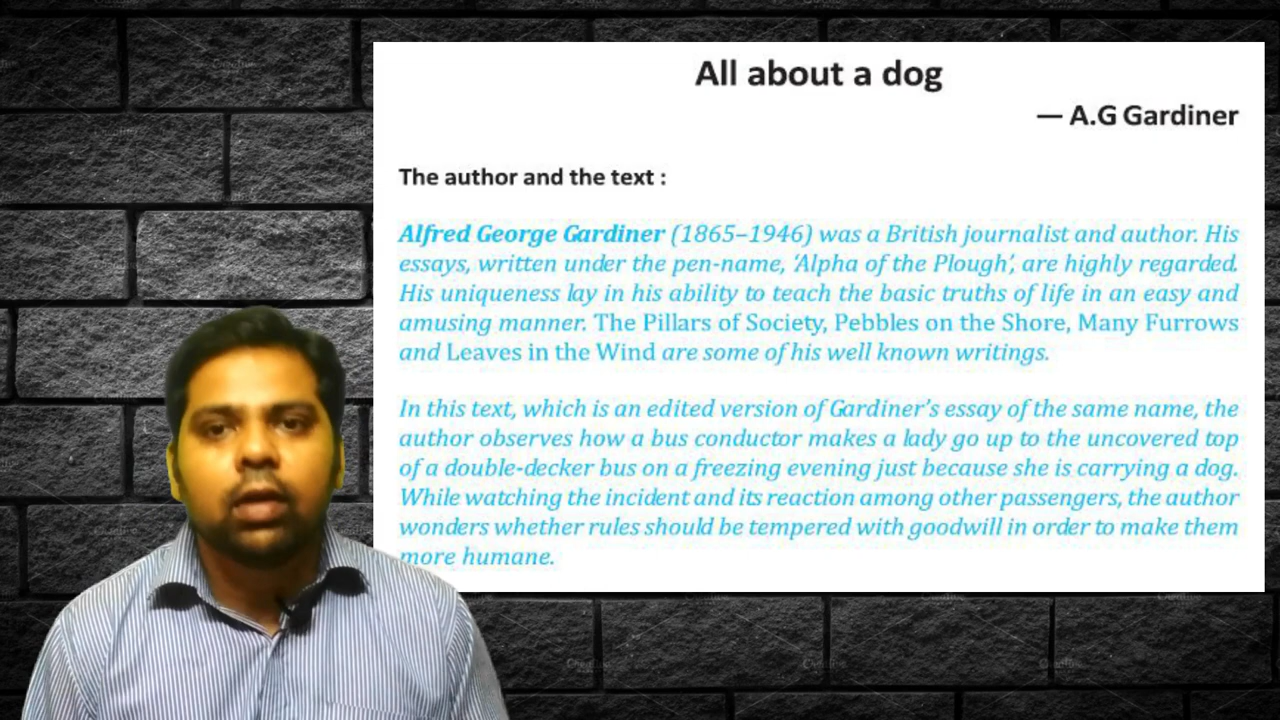 All about a dog
— A.G Gardiner
The author and the text :
Alfred George Gardiner (1865–1946) was a British journalist and author. His
essays, written under the pen-name, ‘Alpha of the Plough’, are highly regarded.
His uniqueness lay in his ability to teach the basic truths of life in an easy and
amusing manner. The Pillars of Society, Pebbles on the Shore, Many Furrows
and Leaves in the Wind are some of his well known writings.
In this text, which is an edited version of Gardiner’s essay of the same name, the
author observes how a bus conductor makes a lady go up to the uncovered top
of a double-decker bus on a freezing evening just because she is carrying a dog.
While watching the incident and its reaction among other passengers, the author
wonders whether rules should be tempered with goodwill in order to make them
more humane.